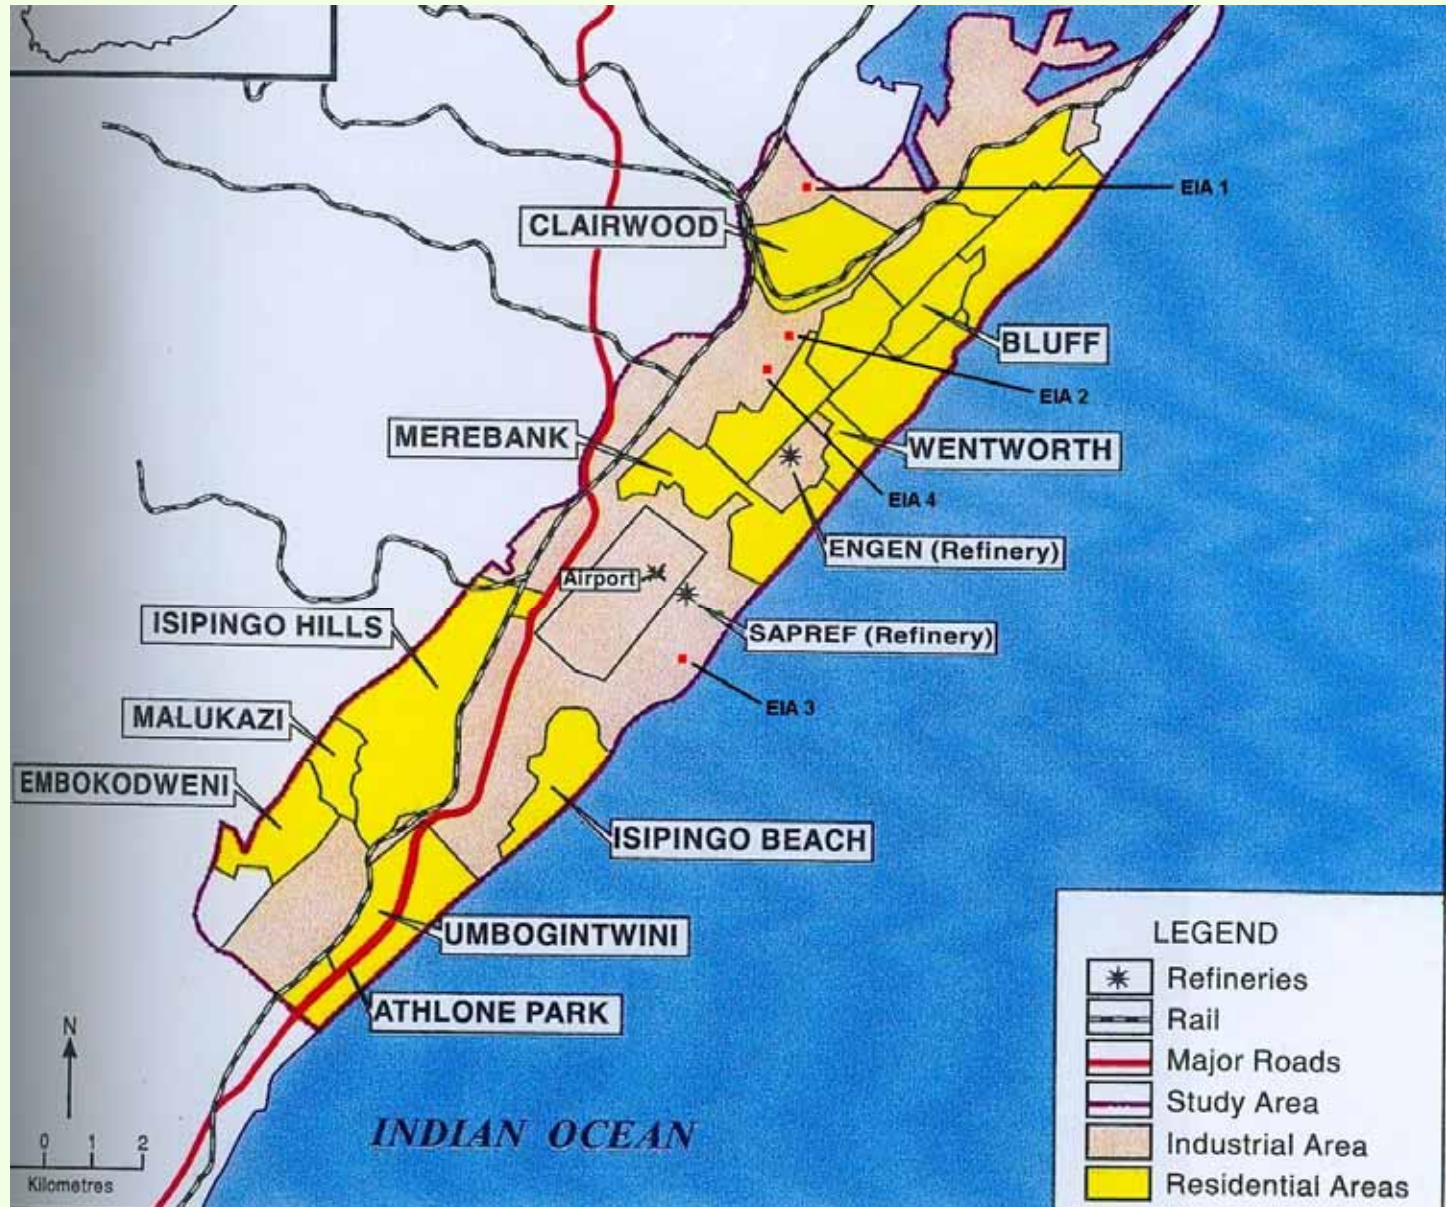 EIA 1
CLAIRWOOD
BLUFF
EIA 2
MEREBANK
WENTWORTH
EIA 4
ENGEN (Refinery)
Airport
ISIPINGO HILLS
SAPREF (Refinery)
EIA 3
MALUKAZI
EMBOKODWENI
ISIPINGO BEACH
UMBOGINTWINI
ATHLONE PARK
INDIAN OCEAN
N
0 1 2
Kilometres
LEGEND
Refineries
Rail
Major Roads
Study Area
Industrial Area
Residential Areas